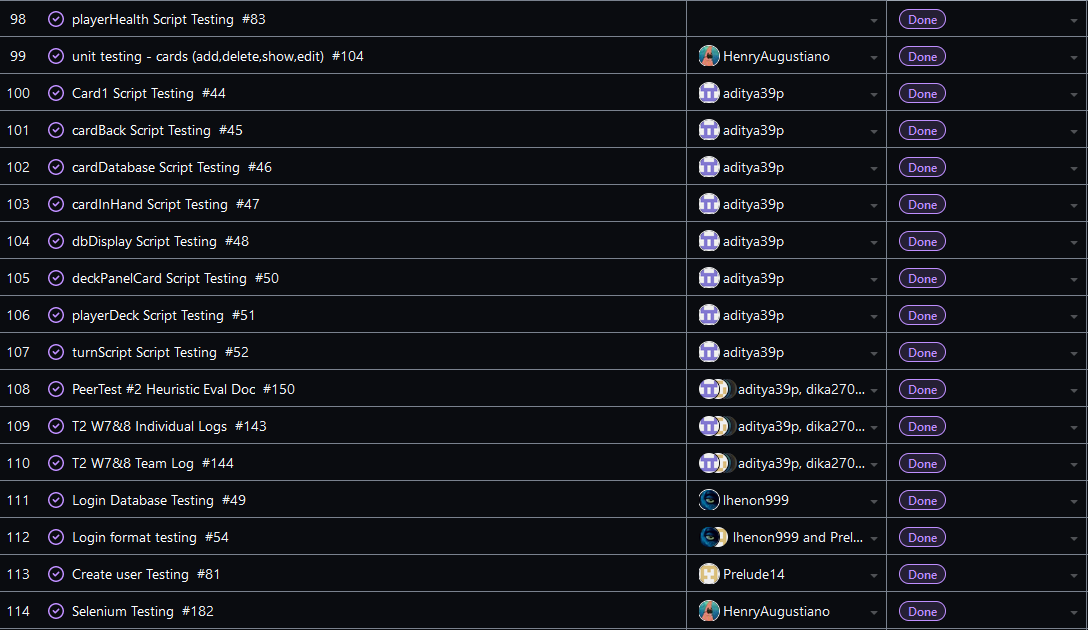 98 playerHealth Script Testing #83 Done
99 unit testing - cards (add,delete,show,edit) #104 HenryAugustiano Done
100 Card1 Script Testing #44 aditya39p Done
101 cardBack Script Testing #45 aditya39p Done
102 cardDatabase Script Testing #46 aditya39p Done
103 cardInHand Script Testing #47 aditya39p Done
104 dbDisplay Script Testing #48 aditya39p Done
105 deckPanelCard Script Testing #50 aditya39p Done
106 playerDeck Script Testing #51 aditya39p Done
107 turnScript Script Testing #52 aditya39p Done
108 PeerTest #2 Heuristic Eval Doc #150 aditya39p, dika270... Done
109 T2 W7&8 Individual Logs #143 aditya39p, dika270... Done
110 T2 W7&8 Team Log #144 aditya39p, dika270... Done
111 Login Database Testing #49 lhenon999 Done
112 Login format testing #54 lhenon999 and Prel... Done
113 Create user Testing #81 Prelude14 Done
114 Selenium Testing #182 HenryAugustiano Done